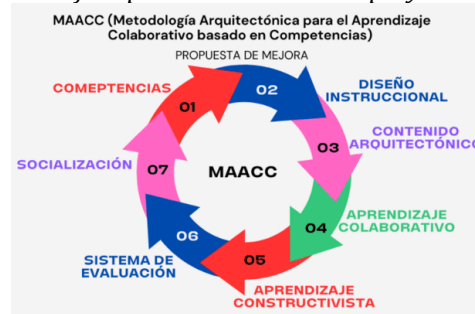 MAACC (Metodología Arquitectónica para el Aprendizaje
Colaborativo basado en Competencias)
PROPUESTA DE MEJORA
COMEPTENCIAS
01
02
DISEÑO
INSTRUCCIONAL
03
CONTENIDO
ARQUITECTÓNICO
04
APRENDIZAJE
COLABORATIVO
05
APRENDIZAJE
CONSTRUCTIVISTA
06
SISTEMA DE
EVALUACIÓN
07
SOCIALIZACIÓN
MAACC